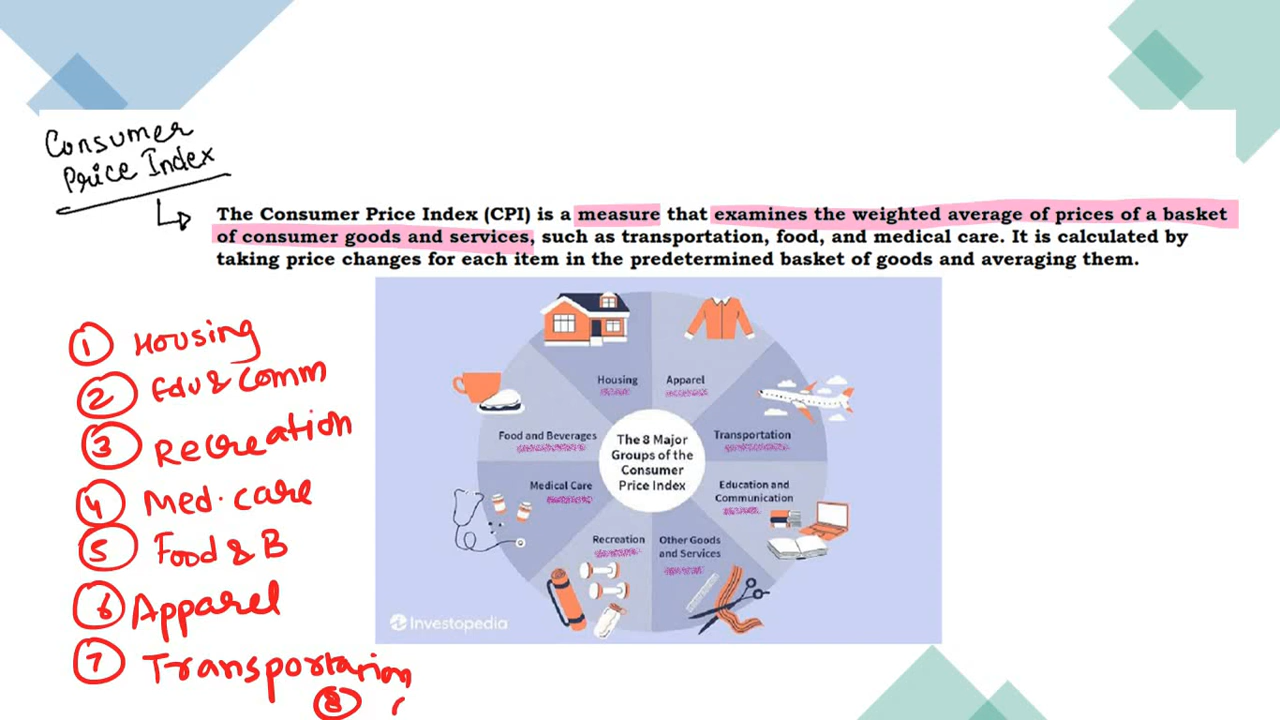 Consumer
Price Index
The Consumer Price Index (CPI) is a measure that examines the weighted average of prices of a basket
of consumer goods and services, such as transportation, food, and medical care. It is calculated by
taking price changes for each item in the predetermined basket of goods and averaging them.
1 Housing
2 Edu & Comm
3 Recreation
4 Med. care
5 Food & B
6 Apparel
7 Transportation
8
Housing
Apparel
Food and Beverages
Transportation
The 8 Major
Groups of the
Consumer
Price Index
Medical Care
Education and
Communication
Recreation
Other Goods
and Services
Investopedia